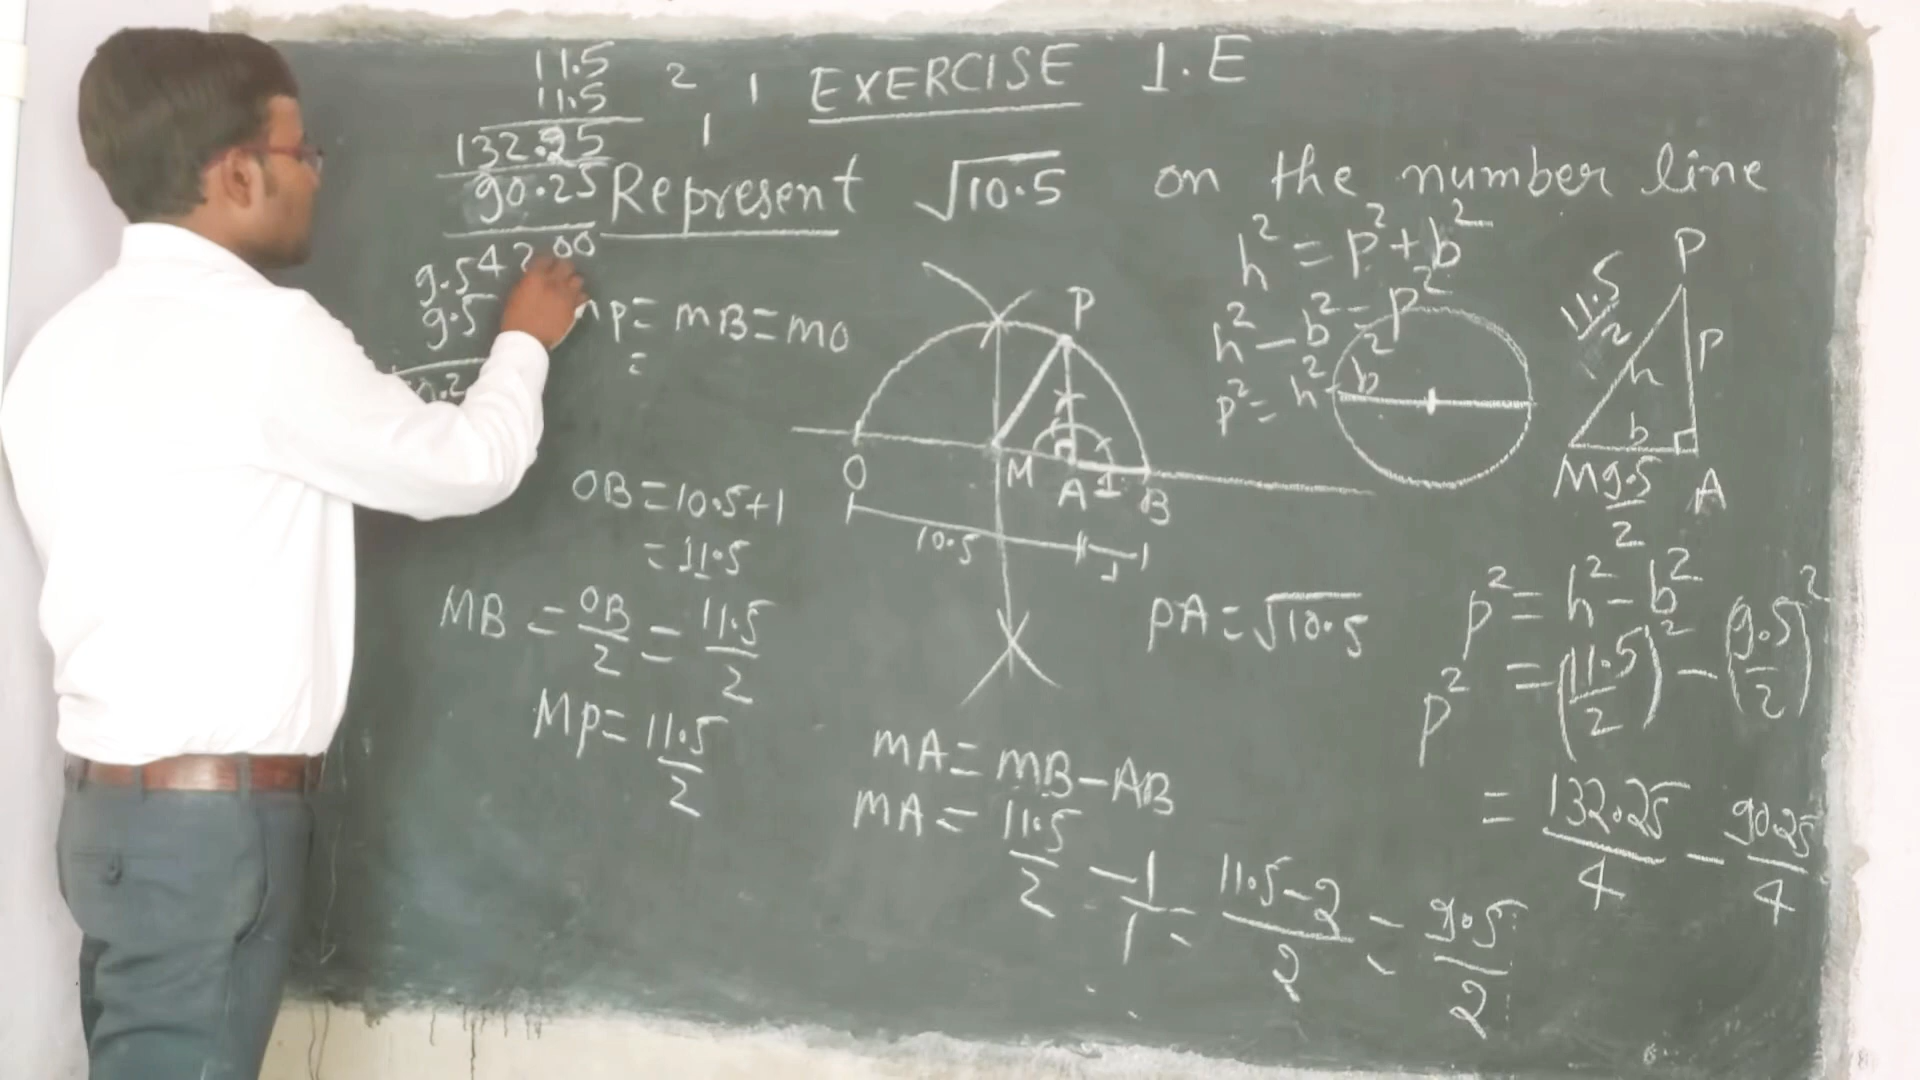 11.5
11.5
132.25
90.25
42.00
9.5
9.5
2 1 EXERCISE 1.E
1
Represent √10.5 on the number line
MP = MB = MO
=
OB = 10.5+1
= 11.5
MB = OB/2 = 11.5/2
MP = 11.5/2
P
O M A 1 B
10.5 1
PA = √10.5
MA = MB - AB
MA = 11.5/2 - 1/1 = (11.5-2)/2 = 9.5/2
h² = p² + b²
h² - b² = p²
p² = h² - b²
P
11.5/2 h p
b
M 9.5/2 A
p² = h² - b²
p² = (11.5/2)² - (9.5/2)²
= 132.25/4 - 90.25/4